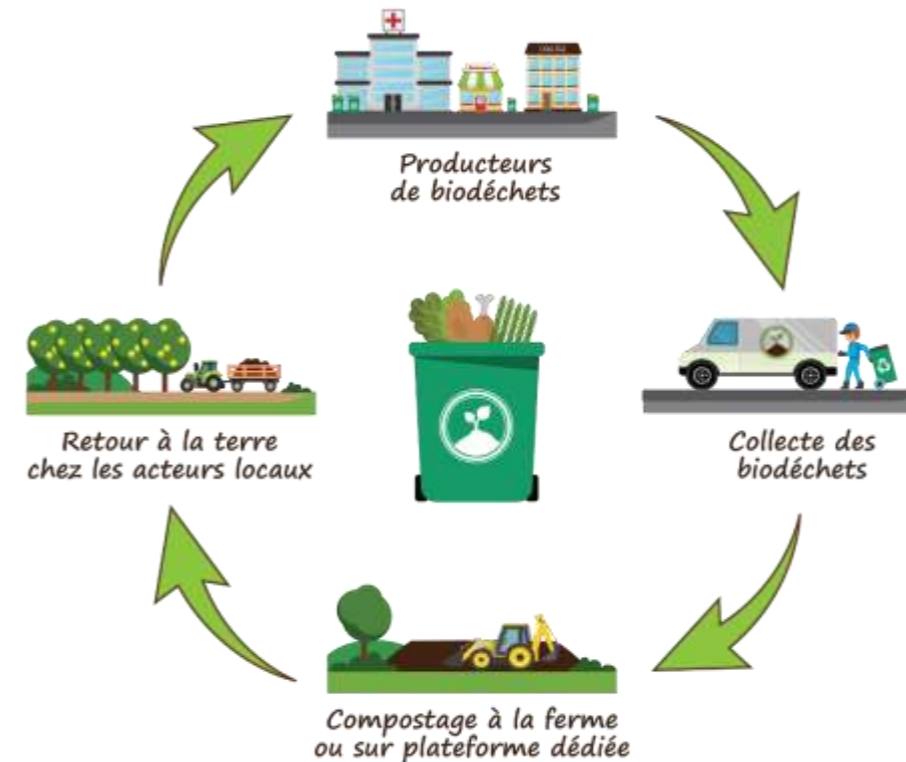 Producteurs
de biodéchets
Retour à la terre
chez les acteurs locaux
Collecte des
biodéchets
Compostage à la ferme
ou sur plateforme dédiée